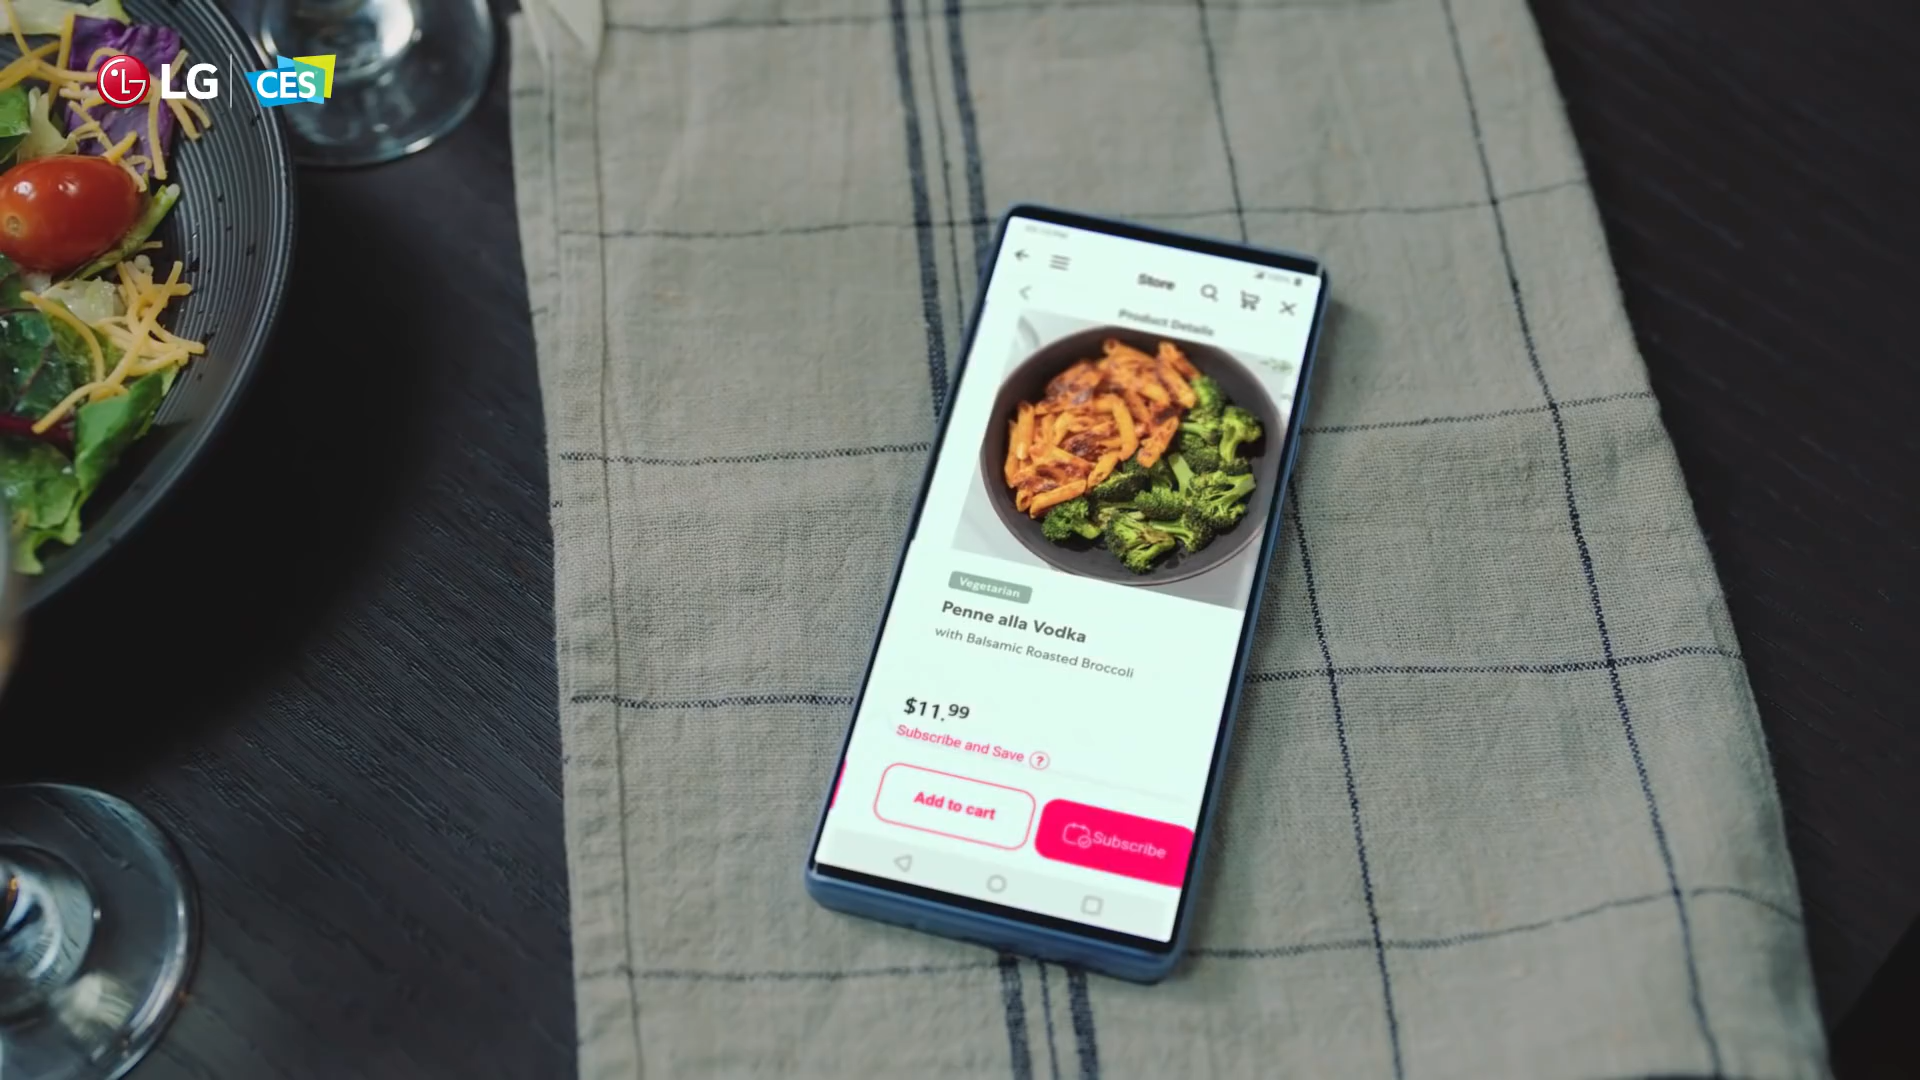 LG
CES
Store
Product Details
Vegetarian
Penne alla Vodka
with Balsamic Roasted Broccoli
$11.99
Subscribe and Save ?
Add to cart
Subscribe